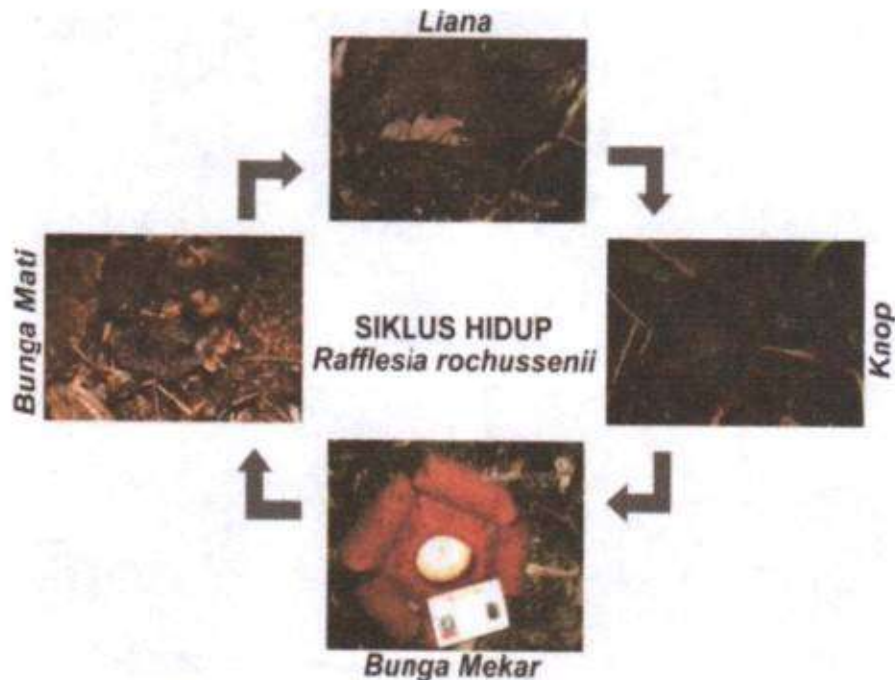 Liana
Bunga Mati
SIKLUS HIDUP
Rafflesia rochussenii
Knop
Bunga Mekar